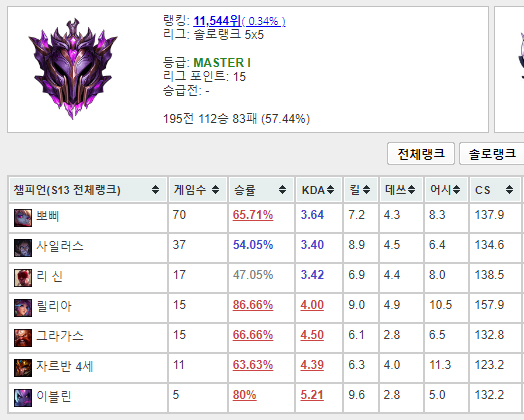 랭킹: 11,544위( 0.34% )
리그: 솔로랭크 5x5
등급: MASTER I
리그 포인트: 15
승급전: -
195전 112승 83패 (57.44%)
전체랭크 솔로랭크
챔피언(S13 전체랭크) 게임수 승률 KDA 킬 데쓰 어시 CS
뽀삐 70 65.71% 3.64 7.2 4.3 8.3 137.9
사일러스 37 54.05% 3.40 8.9 4.5 6.4 134.6
리 신 17 47.05% 3.42 6.9 4.4 8.0 138.5
릴리아 15 86.66% 4.00 9.0 4.9 10.5 157.9
그라가스 15 66.66% 4.50 6.1 2.8 6.5 132.8
자르반 4세 11 63.63% 4.39 6.3 4.0 11.3 123.2
이블린 5 80% 5.21 9.6 2.8 5.0 132.2